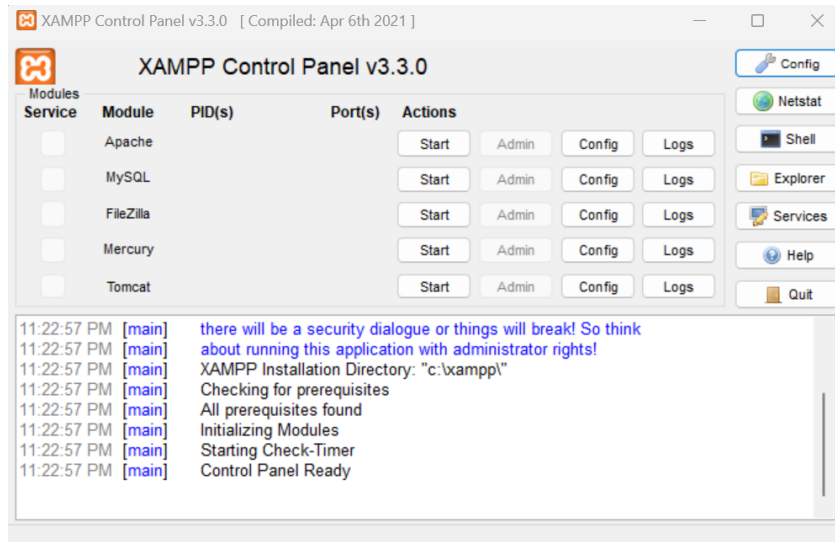 XAMPP Control Panel v3.3.0 [ Compiled: Apr 6th 2021 ]
XAMPP Control Panel v3.3.0
Config
Modules
Service Module PID(s) Port(s) Actions
Netstat
Apache Start Admin Config Logs
Shell
MySQL Start Admin Config Logs
Explorer
FileZilla Start Admin Config Logs
Services
Mercury Start Admin Config Logs
Help
Tomcat Start Admin Config Logs
Quit
11:22:57 PM [main] there will be a security dialogue or things will break! So think
11:22:57 PM [main] about running this application with administrator rights!
11:22:57 PM [main] XAMPP Installation Directory: "c:\xampp\"
11:22:57 PM [main] Checking for prerequisites
11:22:57 PM [main] All prerequisites found
11:22:57 PM [main] Initializing Modules
11:22:57 PM [main] Starting Check-Timer
11:22:57 PM [main] Control Panel Ready